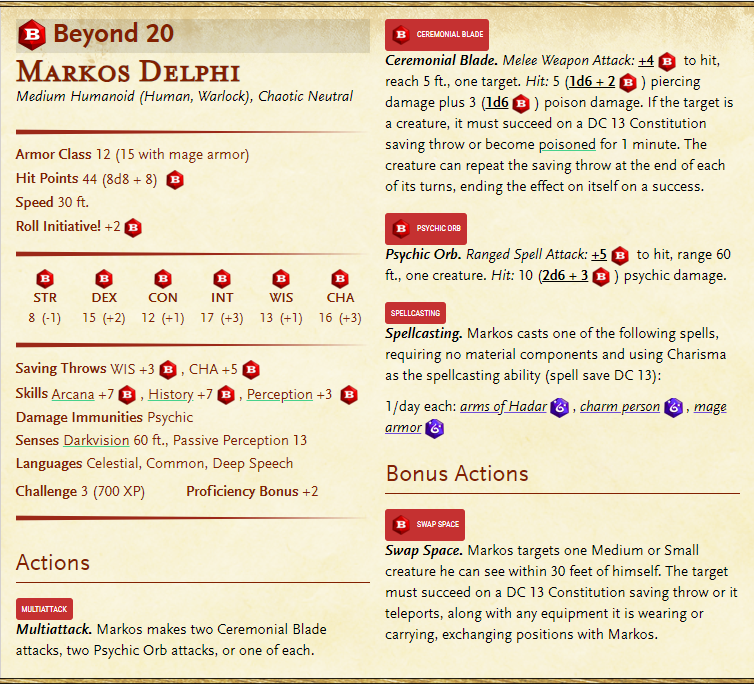 Beyond 20
Markos Delphi
Medium Humanoid (Human, Warlock), Chaotic Neutral
Armor Class 12 (15 with mage armor)
Hit Points 44 (8d8 + 8) B
Speed 30 ft.
Roll Initiative! +2 B
B B B B B B
STR DEX CON INT WIS CHA
8 (-1) 15 (+2) 12 (+1) 17 (+3) 13 (+1) 16 (+3)
Saving Throws WIS +3 B , CHA +5 B
Skills Arcana +7 B , History +7 B , Perception +3 B
Damage Immunities Psychic
Senses Darkvision 60 ft., Passive Perception 13
Languages Celestial, Common, Deep Speech
Challenge 3 (700 XP) Proficiency Bonus +2
Actions
MULTIATTACK
Multiattack. Markos makes two Ceremonial Blade
attacks, two Psychic Orb attacks, or one of each.
B CEREMONIAL BLADE
Ceremonial Blade. Melee Weapon Attack: +4 B to hit,
reach 5 ft., one target. Hit: 5 (1d6 + 2 B ) piercing
damage plus 3 (1d6 B ) poison damage. If the target is
a creature, it must succeed on a DC 13 Constitution
saving throw or become poisoned for 1 minute. The
creature can repeat the saving throw at the end of each
of its turns, ending the effect on itself on a success.
B PSYCHIC ORB
Psychic Orb. Ranged Spell Attack: +5 B to hit, range 60
ft., one creature. Hit: 10 (2d6 + 3 B ) psychic damage.
SPELLCASTING
Spellcasting. Markos casts one of the following spells,
requiring no material components and using Charisma
as the spellcasting ability (spell save DC 13):
1/day each: arms of Hadar , charm person , mage
armor
Bonus Actions
B SWAP SPACE
Swap Space. Markos targets one Medium or Small
creature he can see within 30 feet of himself. The target
must succeed on a DC 13 Constitution saving throw or it
teleports, along with any equipment it is wearing or
carrying, exchanging positions with Markos.